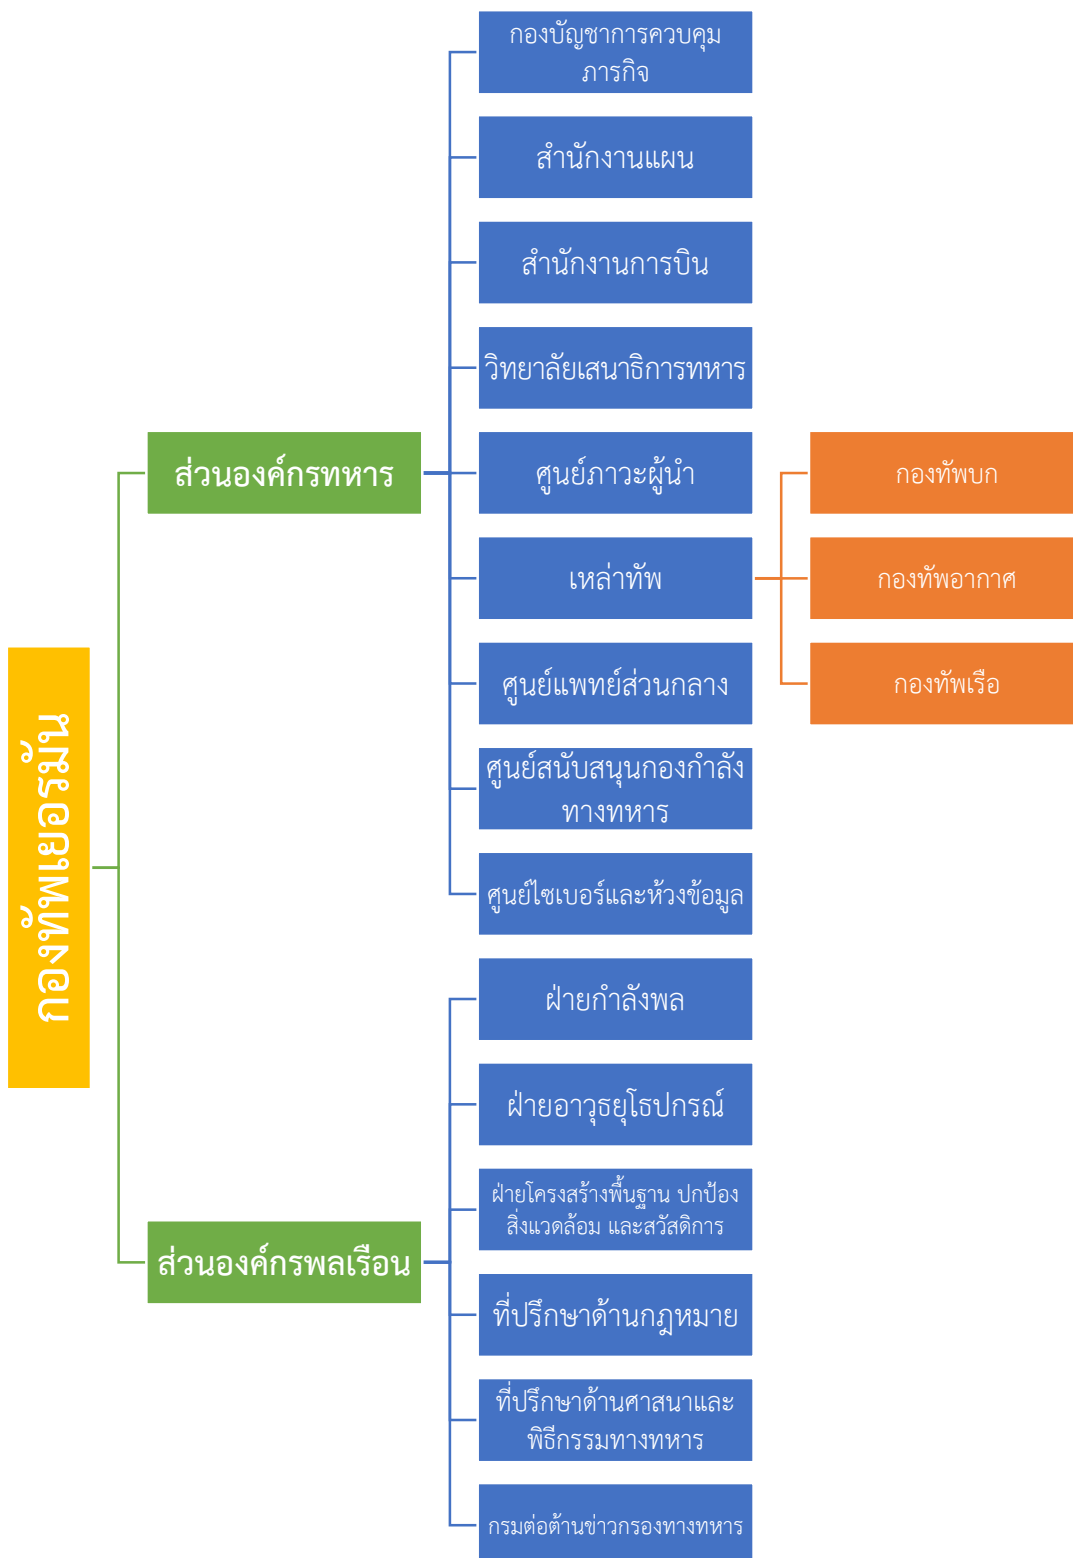 กองทัพเยอรมัน
ส่วนองค์กรทหาร
กองบัญชาการควบคุม
ภารกิจ
สำนักงานแผน
สำนักงานการบิน
วิทยาลัยเสนาธิการทหาร
ศูนย์ภาวะผู้นำ
เหล่าทัพ
กองทัพบก
กองทัพอากาศ
กองทัพเรือ
ศูนย์แพทย์ส่วนกลาง
ศูนย์สนับสนุนกองกำลัง
ทางทหาร
ศูนย์ไซเบอร์และห้วงข้อมูล
ส่วนองค์กรพลเรือน
ฝ่ายกำลังพล
ฝ่ายอาวุธยุโธปกรณ์
ฝ่ายโครงสร้างพื้นฐาน ปกป้อง
สิ่งแวดล้อม และสวัสดิการ
ที่ปรึกษาด้านกฎหมาย
ที่ปรึกษาด้านศาสนาและ
พิธีกรรมทางทหาร
กรมต่อต้านข่าวกรองทางทหาร